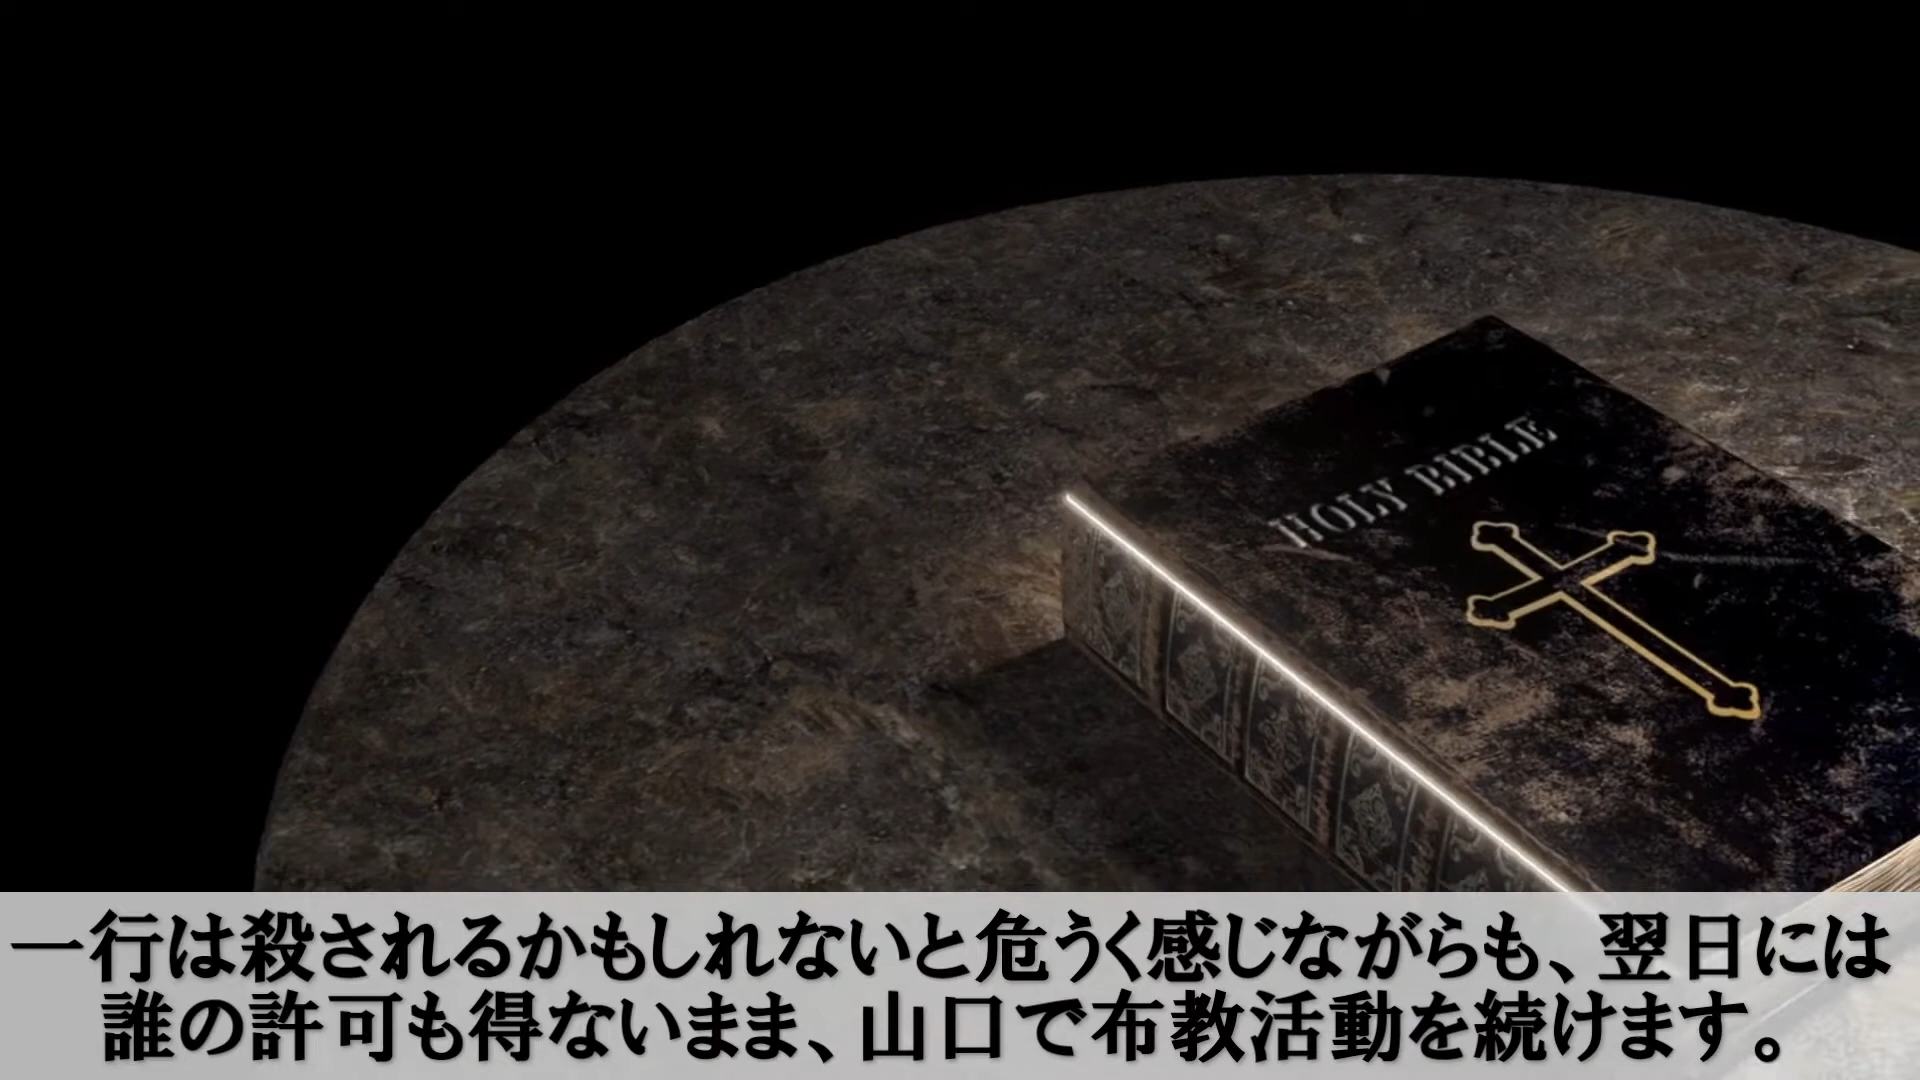 HOLY BIBLE
一行は殺されるかもしれないと危うく感じながらも、翌日には
誰の許可も得ないまま、山口で布教活動を続けます。